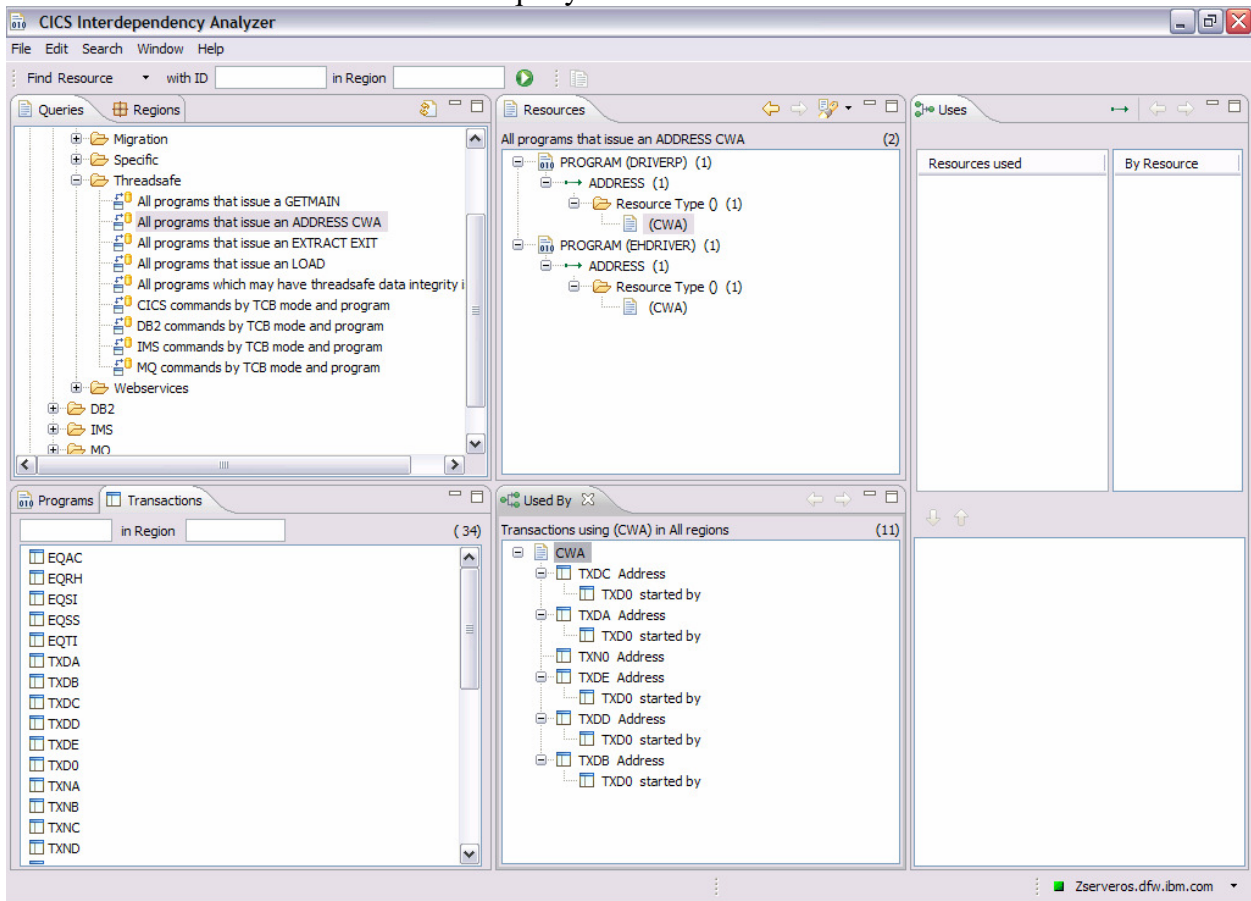 CICS Interdependency Analyzer
File Edit Search Window Help
Find Resource with ID in Region
Queries Regions
Migration
Specific
Threadsafe
All programs that issue a GETMAIN
All programs that issue an ADDRESS CWA
All programs that issue an EXTRACT EXIT
All programs that issue an LOAD
All programs which may have threadsafe data integrity i
CICS commands by TCB mode and program
DB2 commands by TCB mode and program
IMS commands by TCB mode and program
MQ commands by TCB mode and program
Webservices
DB2
IMS
MQ
Resources
All programs that issue an ADDRESS CWA (2)
PROGRAM (DRIVERP) (1)
ADDRESS (1)
Resource Type () (1)
(CWA)
PROGRAM (EHDRIVER) (1)
ADDRESS (1)
Resource Type () (1)
(CWA)
Uses
Resources used By Resource
Programs Transactions
in Region (34)
EQAC
EQRH
EQSI
EQSS
EQTI
TXDA
TXDB
TXDC
TXDD
TXDE
TXD0
TXNA
TXNB
TXNC
TXND
Used By
Transactions using (CWA) in All regions (11)
CWA
TXDC Address
TXD0 started by
TXDA Address
TXD0 started by
TXN0 Address
TXDE Address
TXD0 started by
TXDD Address
TXD0 started by
TXDB Address
TXD0 started by
Zserveros.dfw.ibm.com